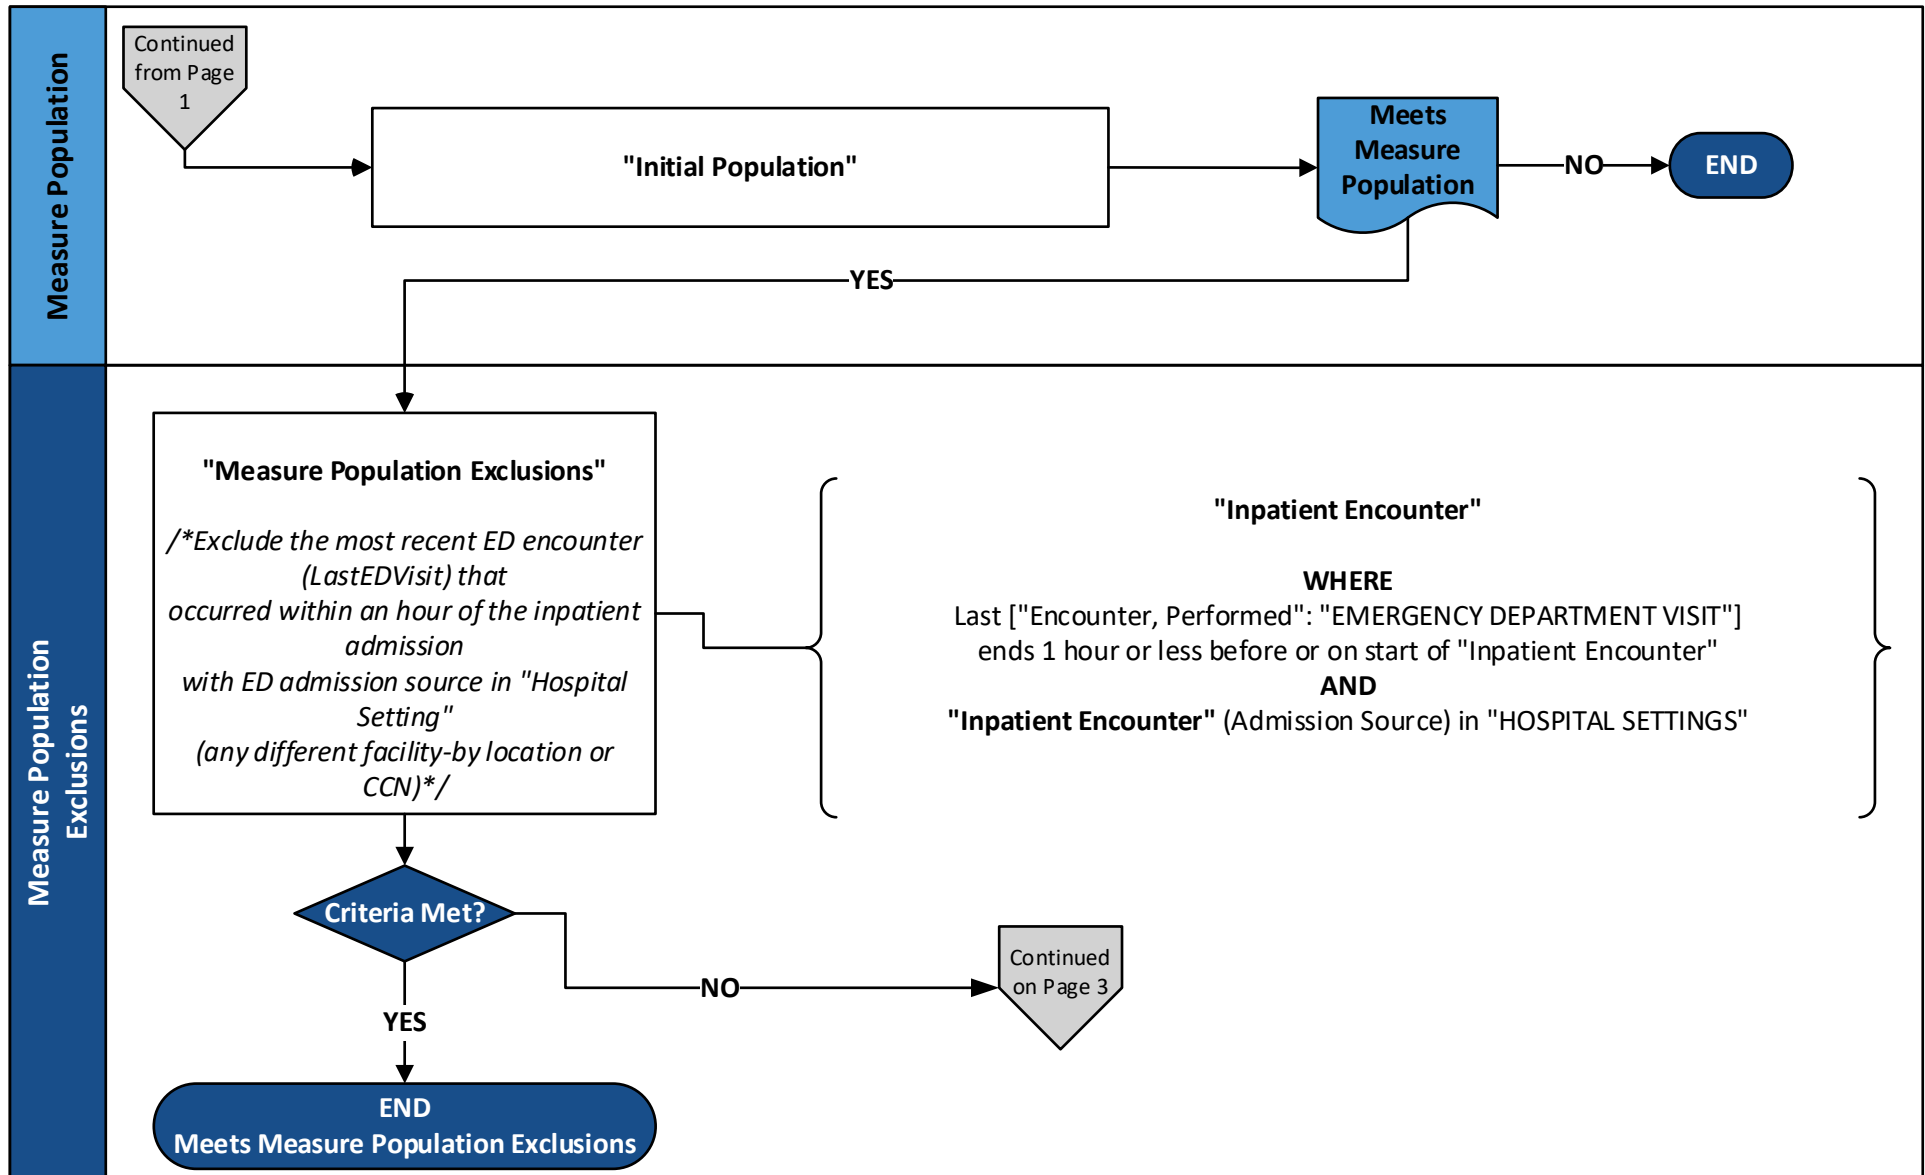 Measure Population
Continued
from Page
1
"Initial Population"
Meets
Measure
Population
NO
END
YES
Measure Population
Exclusions
"Measure Population Exclusions"
/*Exclude the most recent ED encounter
(LastEDVisit) that
occurred within an hour of the inpatient
admission
with ED admission source in "Hospital
Setting"
(any different facility-by location or
CCN)*/
"Inpatient Encounter"
WHERE
Last ["Encounter, Performed": "EMERGENCY DEPARTMENT VISIT"]
ends 1 hour or less before or on start of "Inpatient Encounter"
AND
"Inpatient Encounter" (Admission Source) in "HOSPITAL SETTINGS"
Criteria Met?
NO
Continued
on Page 3
YES
END
Meets Measure Population Exclusions